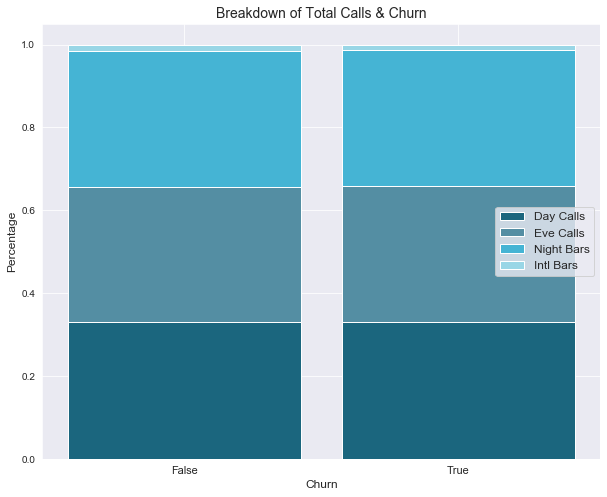 Breakdown of Total Calls & Churn
1.0
0.8
0.6
0.4
0.2
0.0
Percentage
Day Calls
Eve Calls
Night Bars
Intl Bars
False
True
Churn